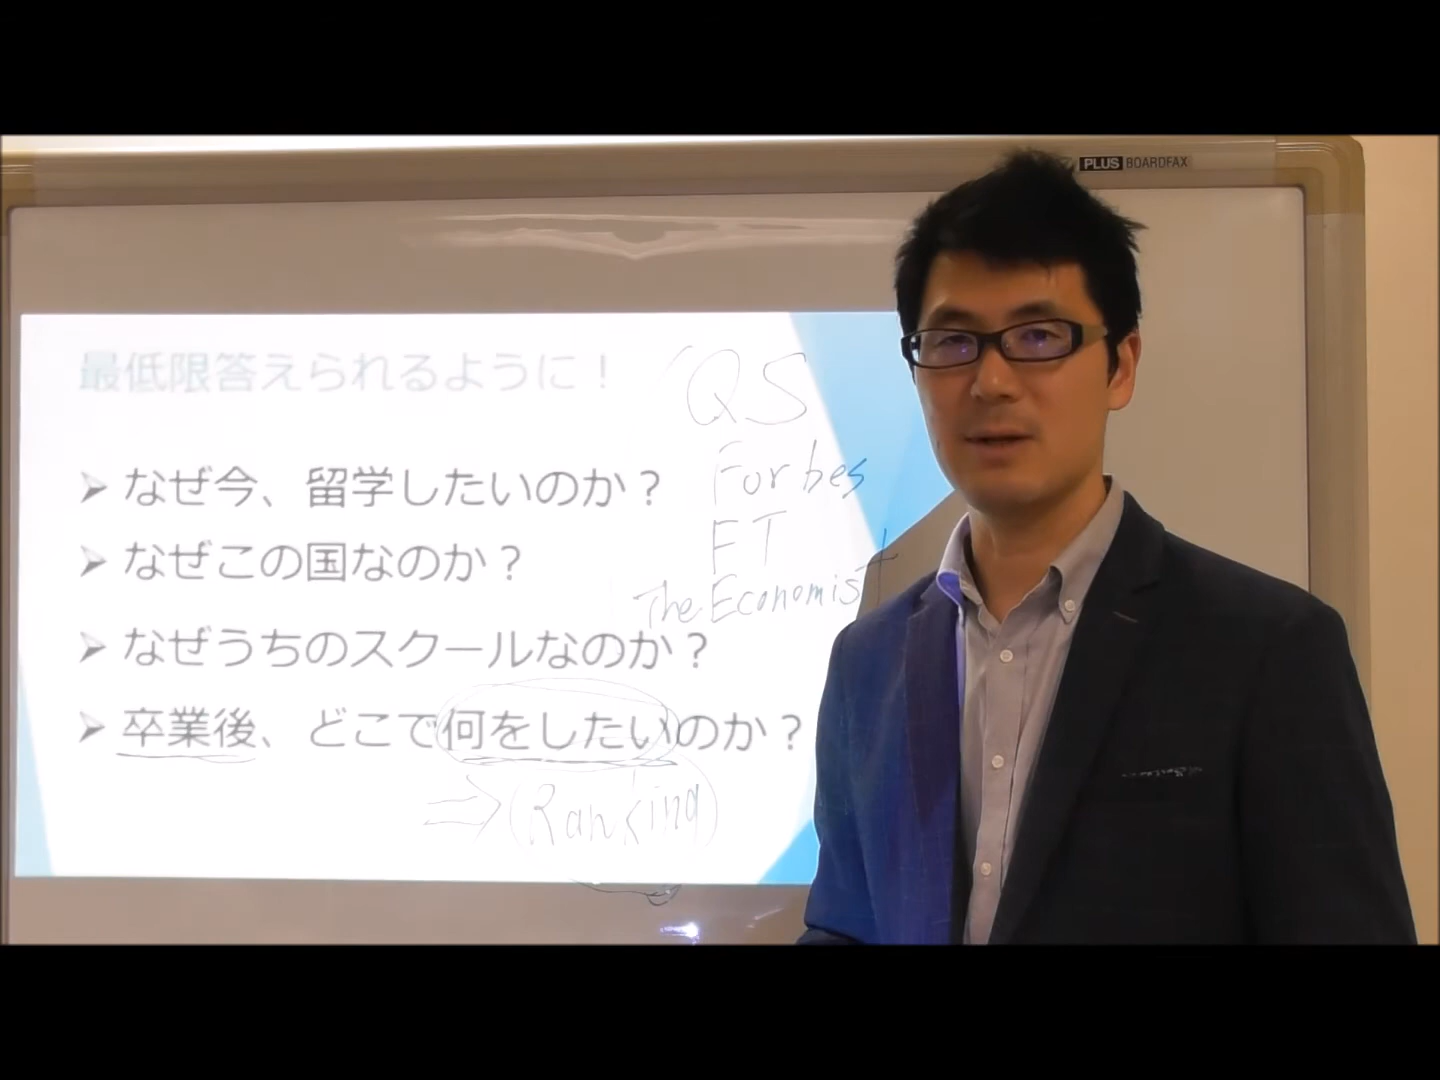 PLUS BOARDFAX
最低限答えられるように！
QS
➢ なぜ今、留学したいのか？
Forbes
➢ なぜこの国なのか？
FT
The Economist
➢ なぜうちのスクールなのか？
➢ 卒業後、どこで何をしたいのか？
⇒ Ranking